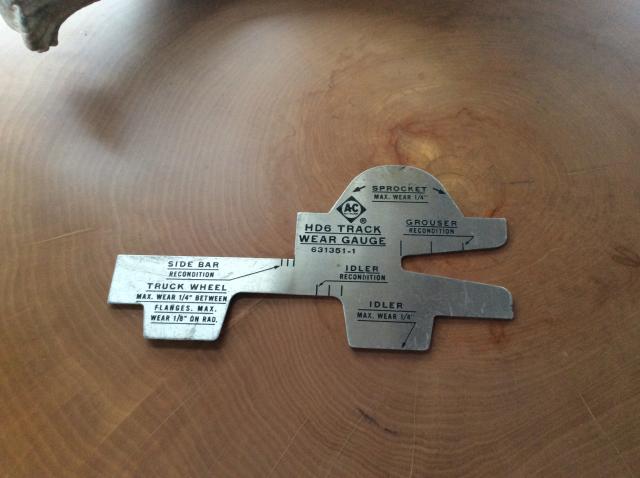 SPROCKET
MAX. WEAR 1/4"
A-C
®
HD6 TRACK
WEAR GAUGE
631351-1
GROUSER
RECONDITION
SIDE BAR
RECONDITION
TRUCK WHEEL
MAX. WEAR 1/4" BETWEEN
FLANGES. MAX.
WEAR 1/8" ON RAD.
IDLER
RECONDITION
IDLER
MAX. WEAR 1/4"